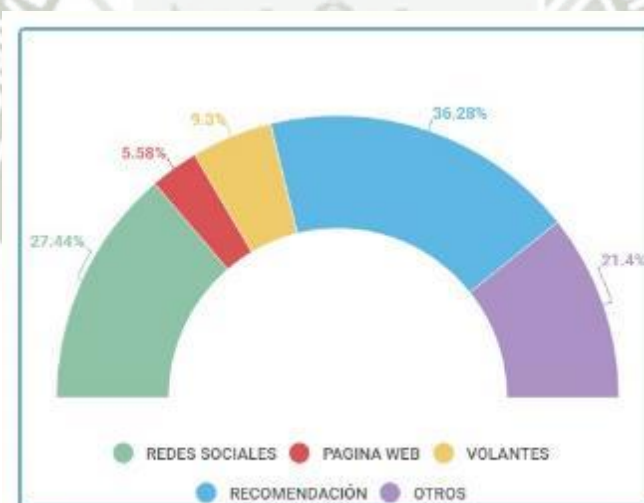 9.3%
36.28%
5.58%
27.44%
21.4%
REDES SOCIALES PAGINA WEB VOLANTES
RECOMENDACIÓN OTROS